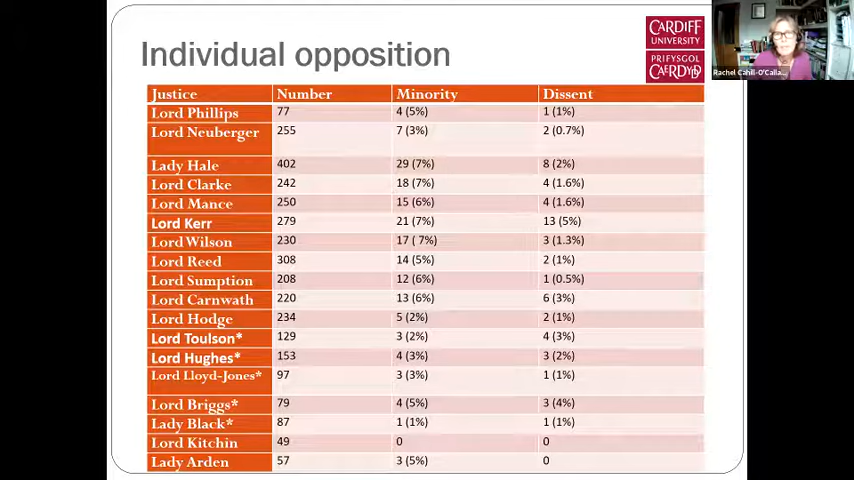 Individual opposition
CARDIFF
UNIVERSITY
PRIFYSGOL
CAERDYDD
Rachel Cahill-O'Calla...
Justice Number Minority Dissent
Lord Phillips 77 4 (5%) 1 (1%)
Lord Neuberger 255 7 (3%) 2 (0.7%)
Lady Hale 402 29 (7%) 8 (2%)
Lord Clarke 242 18 (7%) 4 (1.6%)
Lord Mance 250 15 (6%) 4 (1.6%)
Lord Kerr 279 21 (7%) 13 (5%)
Lord Wilson 230 17 ( 7%) 3 (1.3%)
Lord Reed 308 14 (5%) 2 (1%)
Lord Sumption 208 12 (6%) 1 (0.5%)
Lord Carnwath 220 13 (6%) 6 (3%)
Lord Hodge 234 5 (2%) 2 (1%)
Lord Toulson* 129 3 (2%) 4 (3%)
Lord Hughes* 153 4 (3%) 3 (2%)
Lord Lloyd-Jones* 97 3 (3%) 1 (1%)
Lord Briggs* 79 4 (5%) 3 (4%)
Lady Black* 87 1 (1%) 1 (1%)
Lord Kitchin 49 0 0
Lady Arden 57 3 (5%) 0